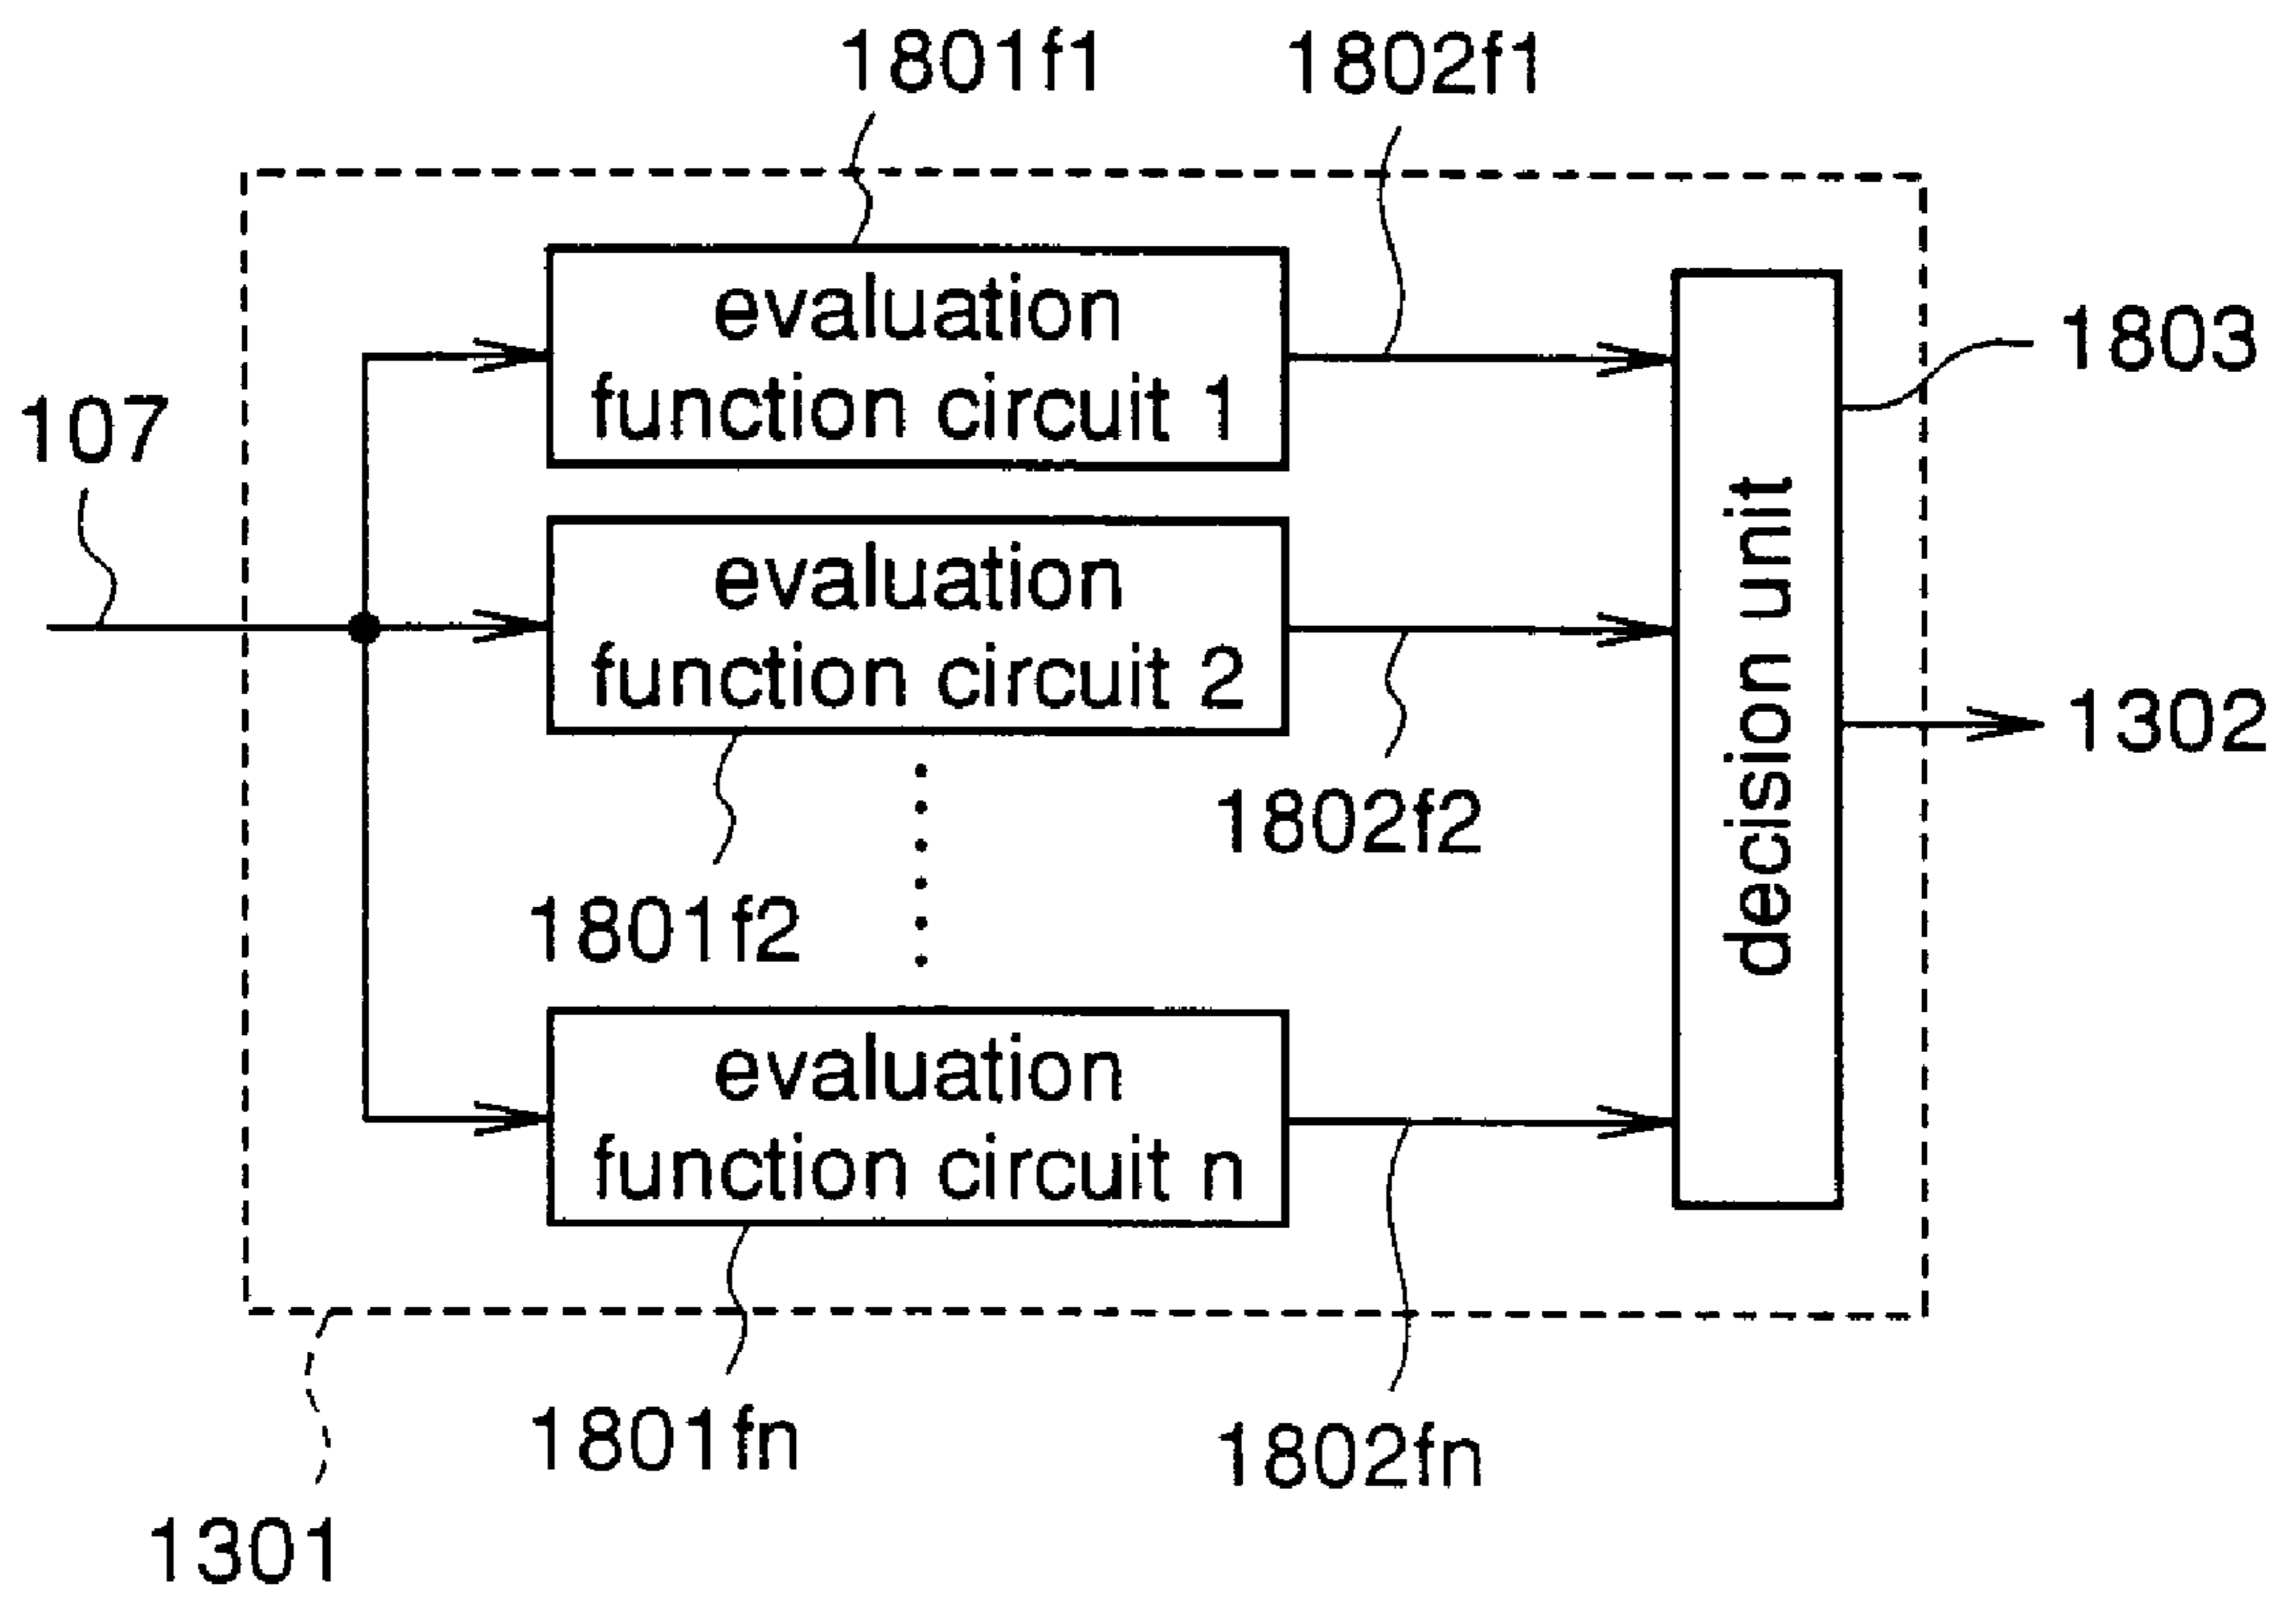 1801f1
1802f1
evaluation
function circuit 1
1803
107
evaluation
function circuit 2
decision unit
1302
1802f2
1801f2
evaluation
function circuit n
1801fn
1802fn
1301